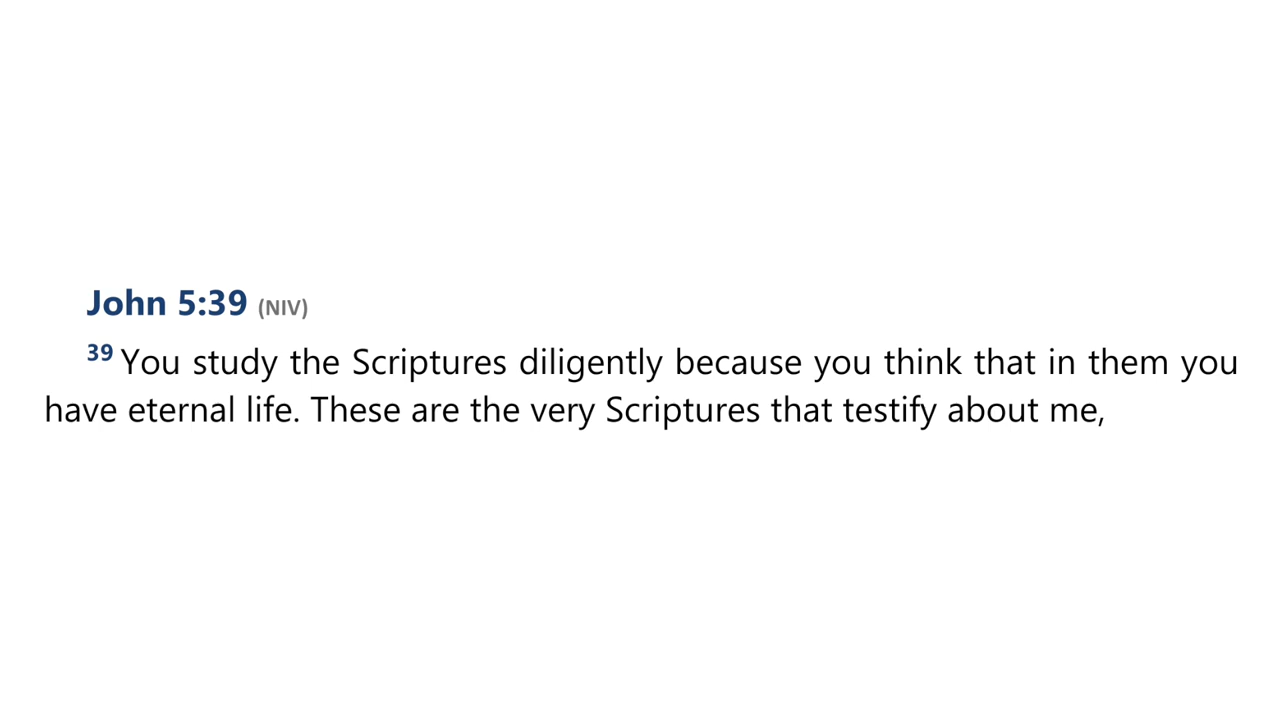 John 5:39 (NIV)
39 You study the Scriptures diligently because you think that in them you
have eternal life. These are the very Scriptures that testify about me,